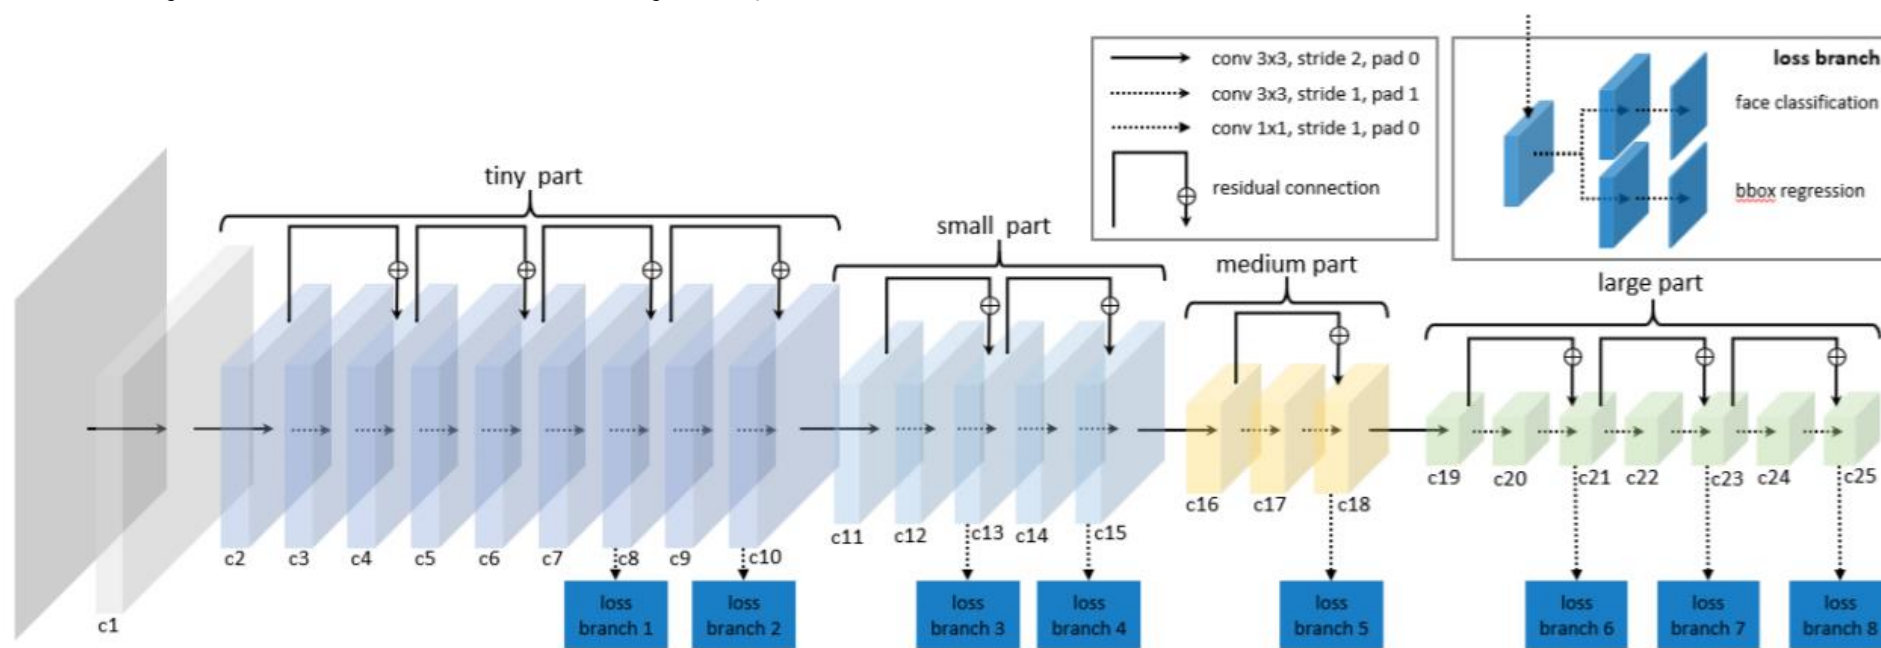 conv 3x3, stride 2, pad 0
conv 3x3, stride 1, pad 1
conv 1x1, stride 1, pad 0
residual connection
loss branch
face classification
bbox regression
tiny part
small part
medium part
large part
c1
c2
c3
c4
c5
c6
c7
c8
c9
c10
c11
c12
c13
c14
c15
c16
c17
c18
c19
c20
c21
c22
c23
c24
c25
loss
branch 1
loss
branch 2
loss
branch 3
loss
branch 4
loss
branch 5
loss
branch 6
loss
branch 7
loss
branch 8